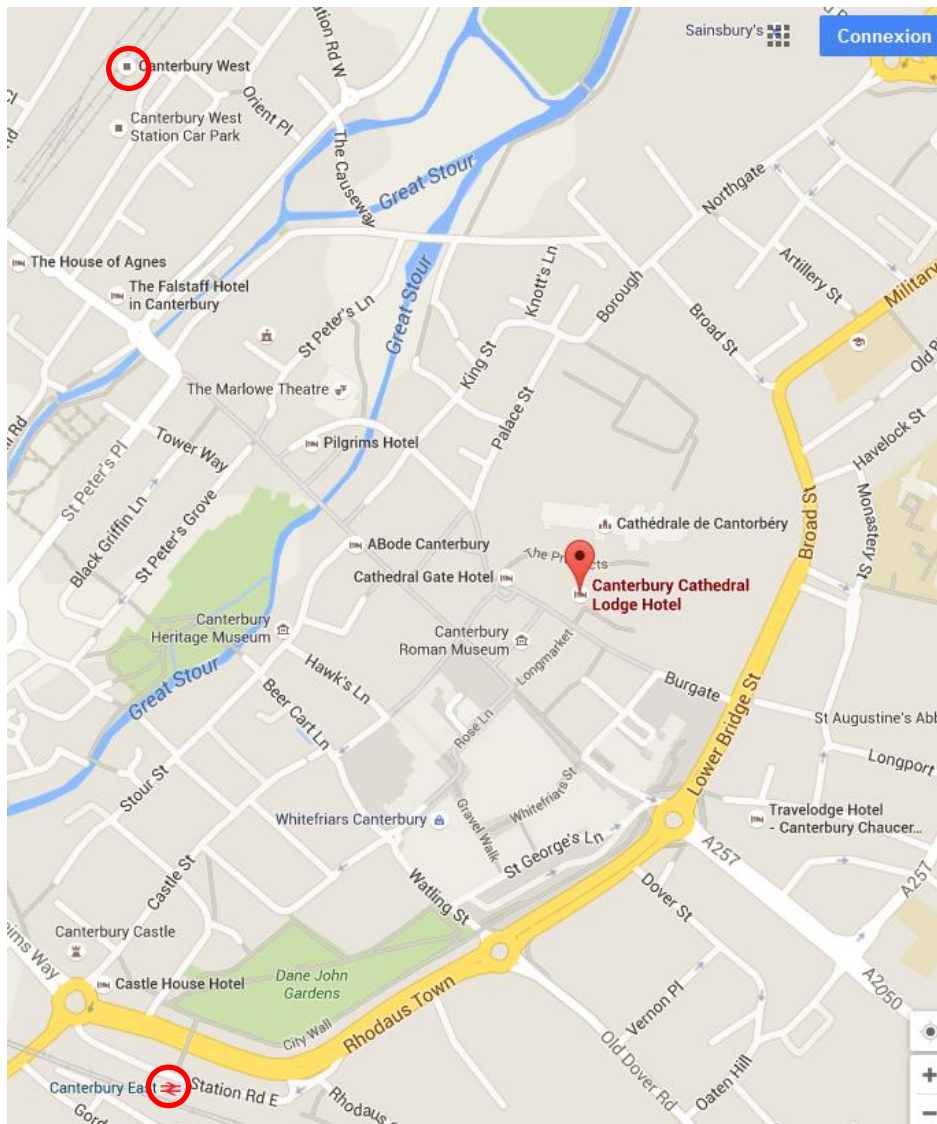 Sainsbury's
Connexion
Canterbury West
Station Rd W
Canterbury West
Station Car Park
Orient Pl
The Causeway
Great Stour
Northgate
The House of Agnes
The Falstaff Hotel
in Canterbury
St Peter's Ln
Great Stour
Knott's Ln
Borough
Artillery St
Military
Broad St
King St
The Marlowe Theatre
Palace St
Pilgrims Hotel
Tower Way
Havelock St
St Peter's Pl
Black Griffin Ln
St Peter's Grove
Monastery St
Broad St
Cathédrale de Cantorbéry
ABode Canterbury
Cathedral Gate Hotel
Canterbury Cathedral
Lodge Hotel
Canterbury
Heritage Museum
Canterbury
Roman Museum
Longmarket
Hawk's Ln
Great Stour
Beer Cart Ln
Burgate
Rose Ln
Lower Bridge St
St Augustine's
Longport
Stour St
Whitefriars Canterbury
Whitefriars St
Gravel Walk
St George's Ln
Travelodge Hotel
- Canterbury Chaucer...
A257
A257
Castle St
Watling St
Dover St
Canterbury Castle
Castle House Hotel
Dane John
Gardens
City Wall
Rhodaus Town
A2050
Vernon Pl
Old Dover Rd
Oaten Hill
Canterbury East
Station Rd E
Rhodaus